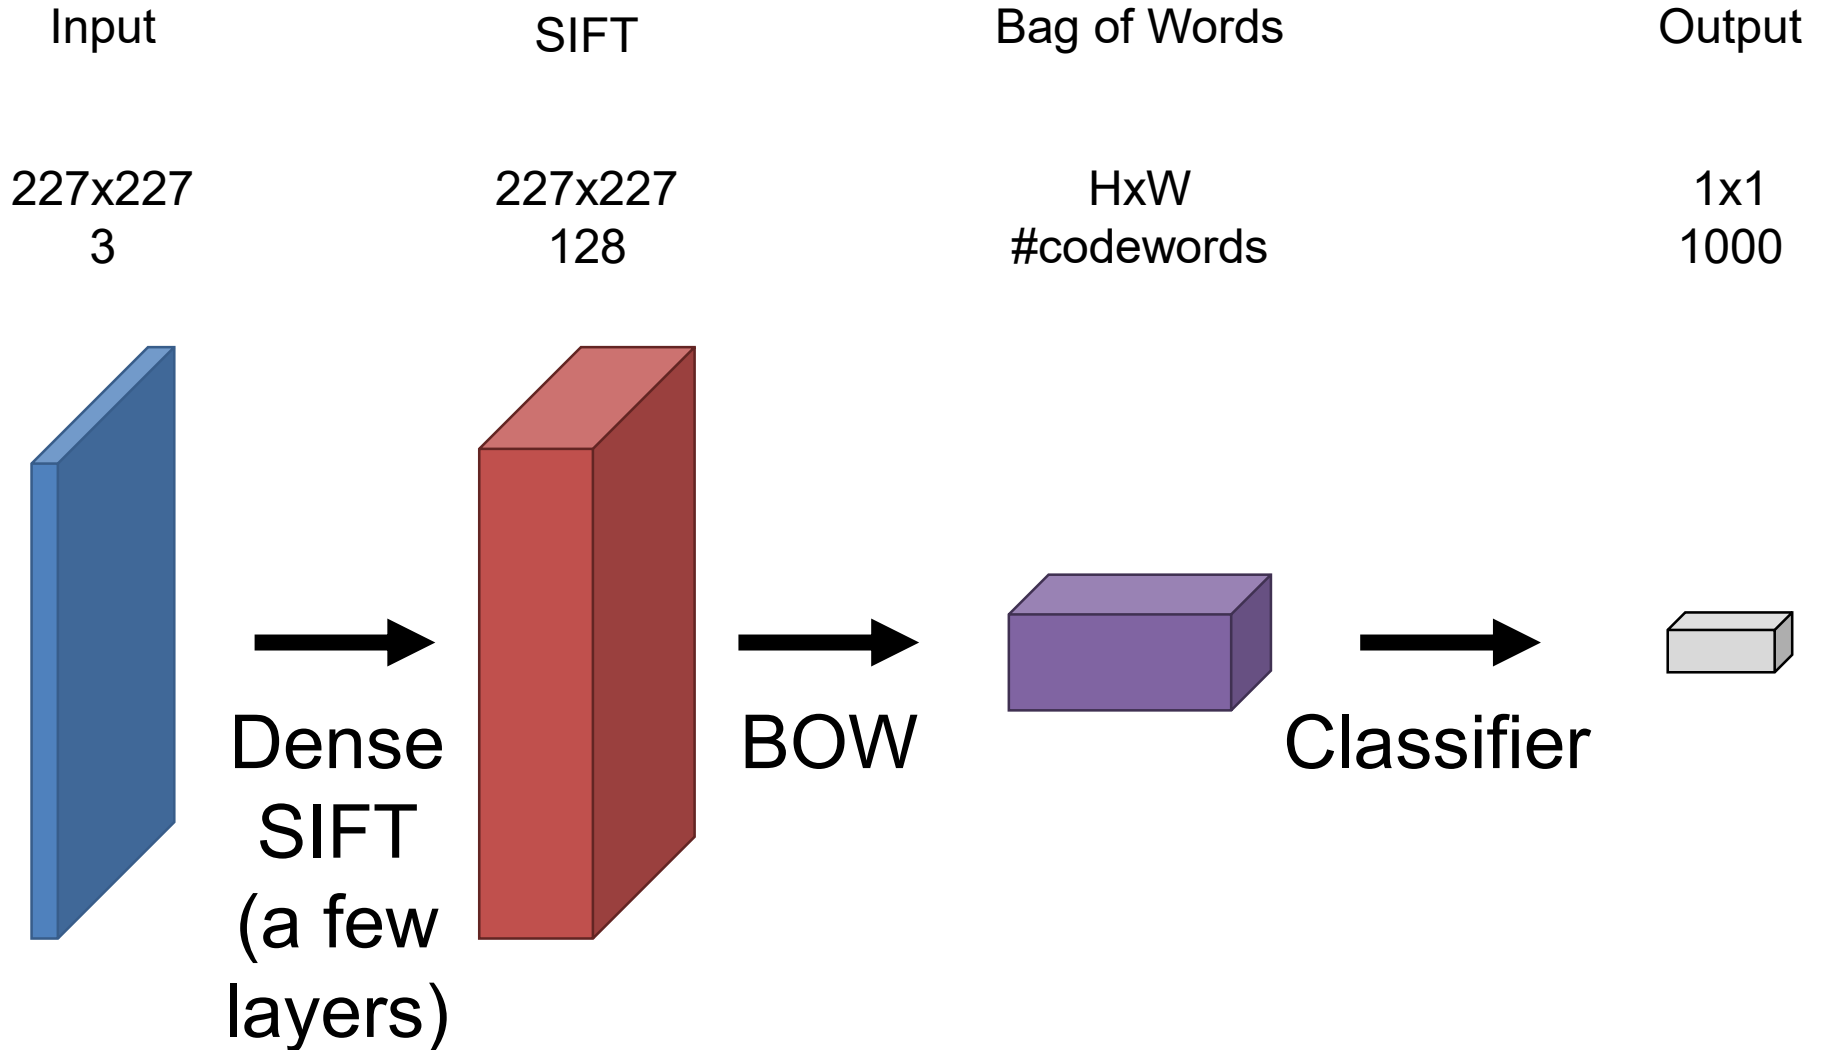 Input
SIFT
Bag of Words
Output
227x227
3
227x227
128
HxW
#codewords
1x1
1000
Dense
SIFT
(a few
layers)
BOW
Classifier